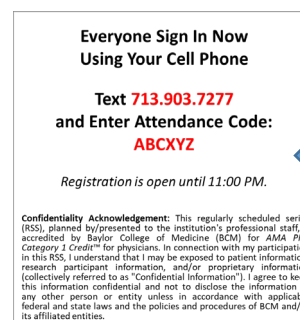 Everyone Sign In Now
Using Your Cell Phone
Text 713.903.7277
and Enter Attendance Code:
ABCXYZ
Registration is open until 11:00 PM.
Confidentiality Acknowledgement: This regularly scheduled seri
(RSS), planned by/presented to the institution's professional staff,
accredited by Baylor College of Medicine (BCM) for AMA P
Category 1 Credit™ for physicians. In connection with my participati
in this RSS, I understand that I may be exposed to patient informatic
research participant information, and/or proprietary informati
(collectively referred to as "Confidential Information"). I agree to kee
this information confidential and not to disclose the information
any other person or entity unless in accordance with applicab
federal and state laws and the policies and procedures of BCM and/
its affiliated entities.